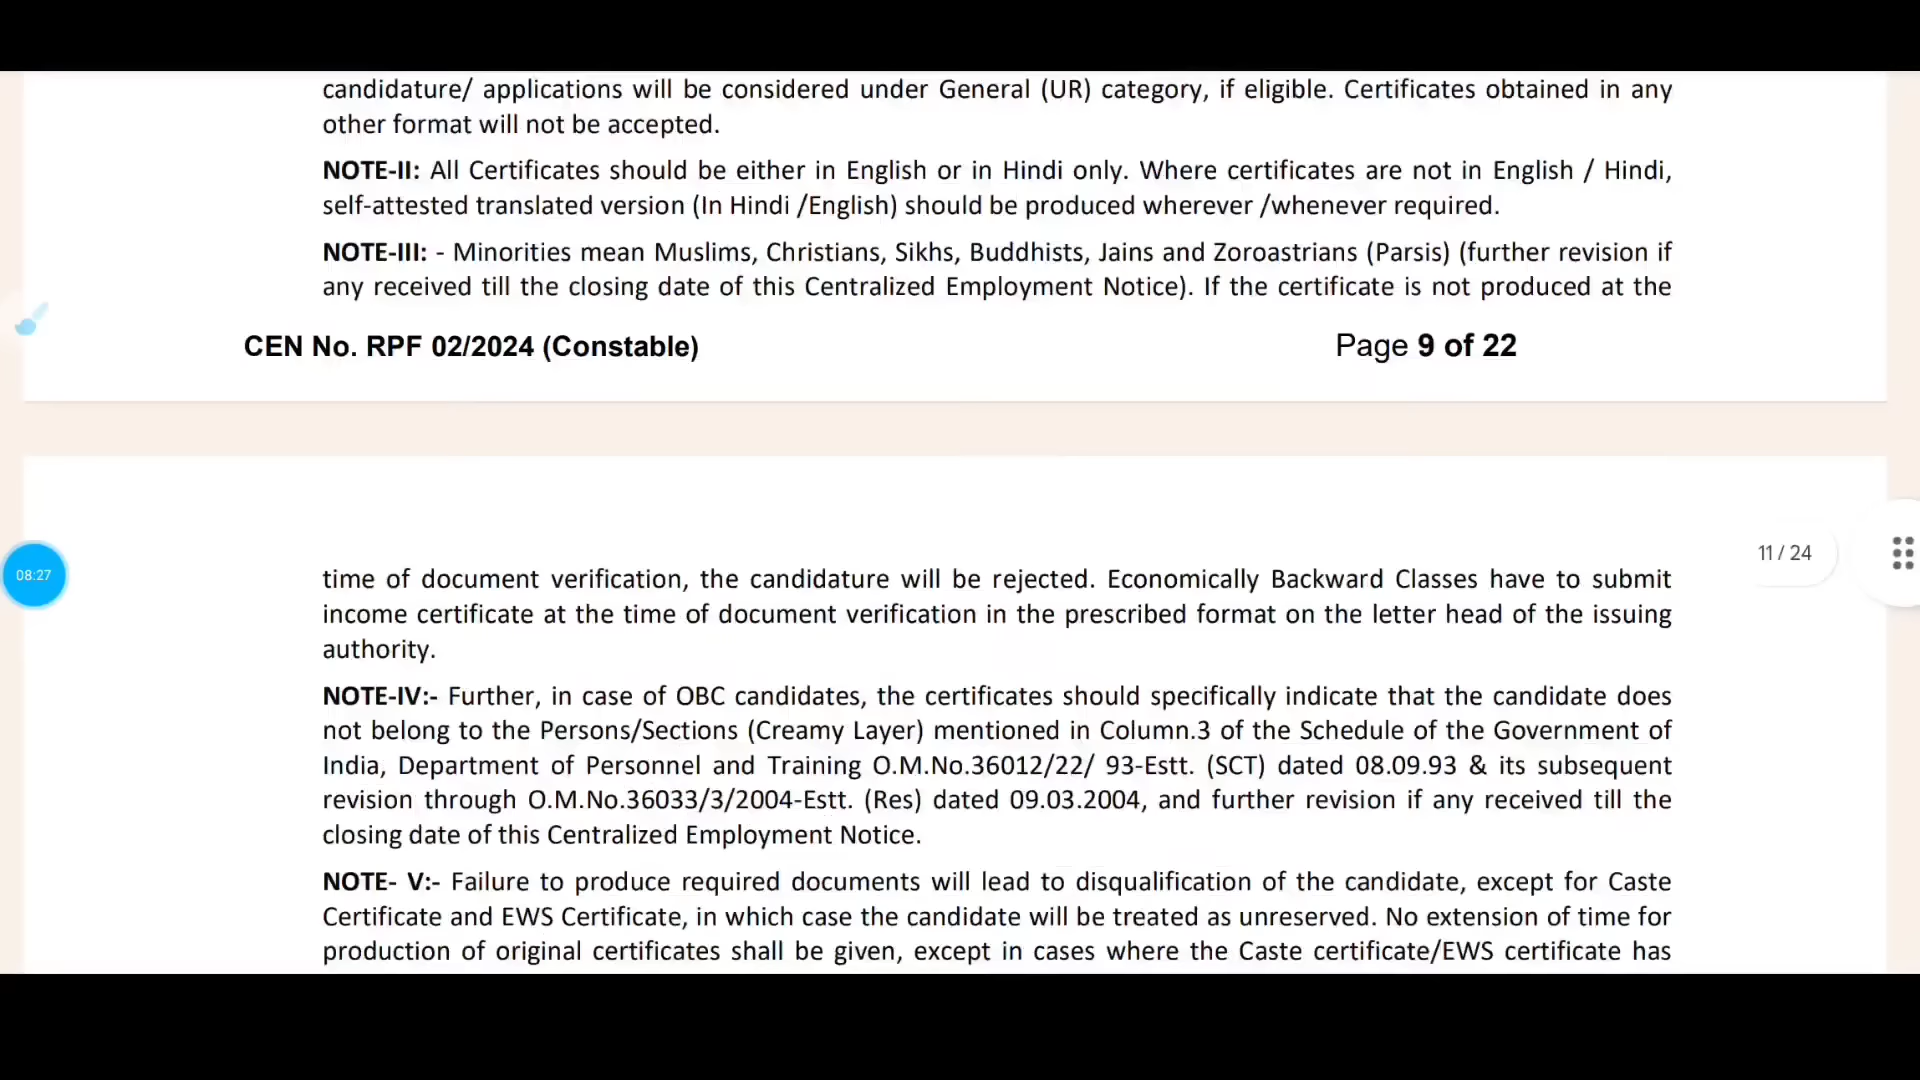 candidature/ applications will be considered under General (UR) category, if eligible. Certificates obtained in any
other format will not be accepted.
NOTE-II: All Certificates should be either in English or in Hindi only. Where certificates are not in English / Hindi,
self-attested translated version (In Hindi /English) should be produced wherever /whenever required.
NOTE-III: - Minorities mean Muslims, Christians, Sikhs, Buddhists, Jains and Zoroastrians (Parsis) (further revision if
any received till the closing date of this Centralized Employment Notice). If the certificate is not produced at the
CEN No. RPF 02/2024 (Constable) Page 9 of 22
11 / 24
08:27
time of document verification, the candidature will be rejected. Economically Backward Classes have to submit
income certificate at the time of document verification in the prescribed format on the letter head of the issuing
authority.
NOTE-IV:- Further, in case of OBC candidates, the certificates should specifically indicate that the candidate does
not belong to the Persons/Sections (Creamy Layer) mentioned in Column.3 of the Schedule of the Government of
India, Department of Personnel and Training O.M.No.36012/22/ 93-Estt. (SCT) dated 08.09.93 & its subsequent
revision through O.M.No.36033/3/2004-Estt. (Res) dated 09.03.2004, and further revision if any received till the
closing date of this Centralized Employment Notice.
NOTE- V:- Failure to produce required documents will lead to disqualification of the candidate, except for Caste
Certificate and EWS Certificate, in which case the candidate will be treated as unreserved. No extension of time for
production of original certificates shall be given, except in cases where the Caste certificate/EWS certificate has